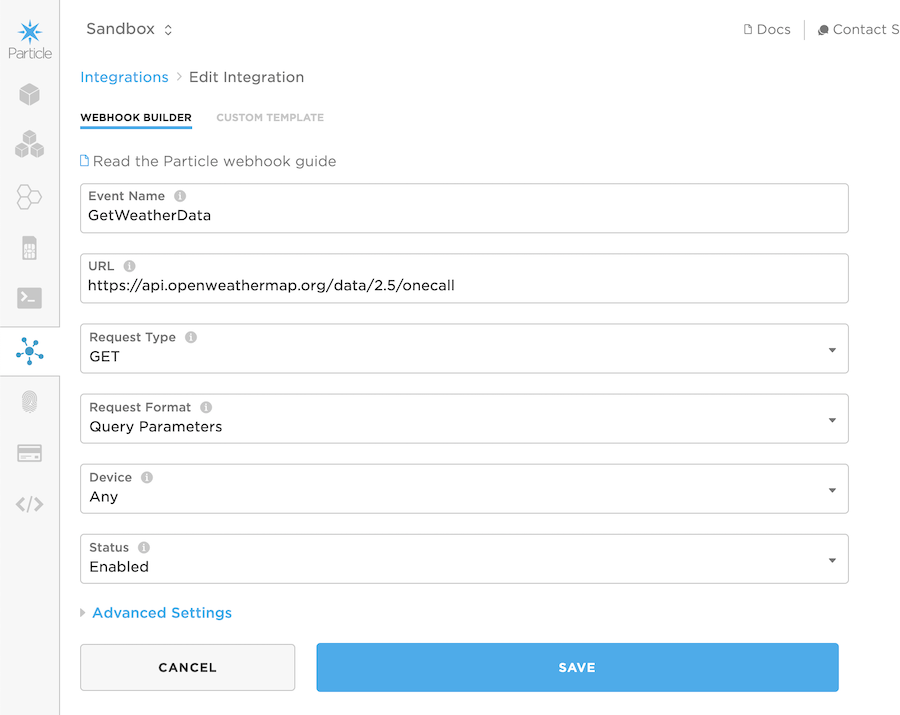 Particle
Sandbox
Docs
Contact S
Integrations > Edit Integration
WEBHOOK BUILDER
CUSTOM TEMPLATE
Read the Particle webhook guide
Event Name
GetWeatherData
URL
https://api.openweathermap.org/data/2.5/onecall
Request Type
GET
Request Format
Query Parameters
Device
Any
Status
Enabled
Advanced Settings
CANCEL
SAVE